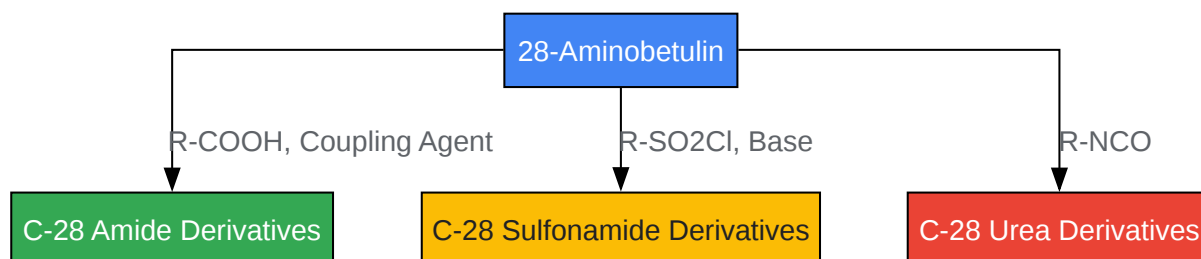 28-Aminobetulin
R-COOH, Coupling Agent
R-SO2Cl, Base
R-NCO
C-28 Amide Derivatives
C-28 Sulfonamide Derivatives
C-28 Urea Derivatives